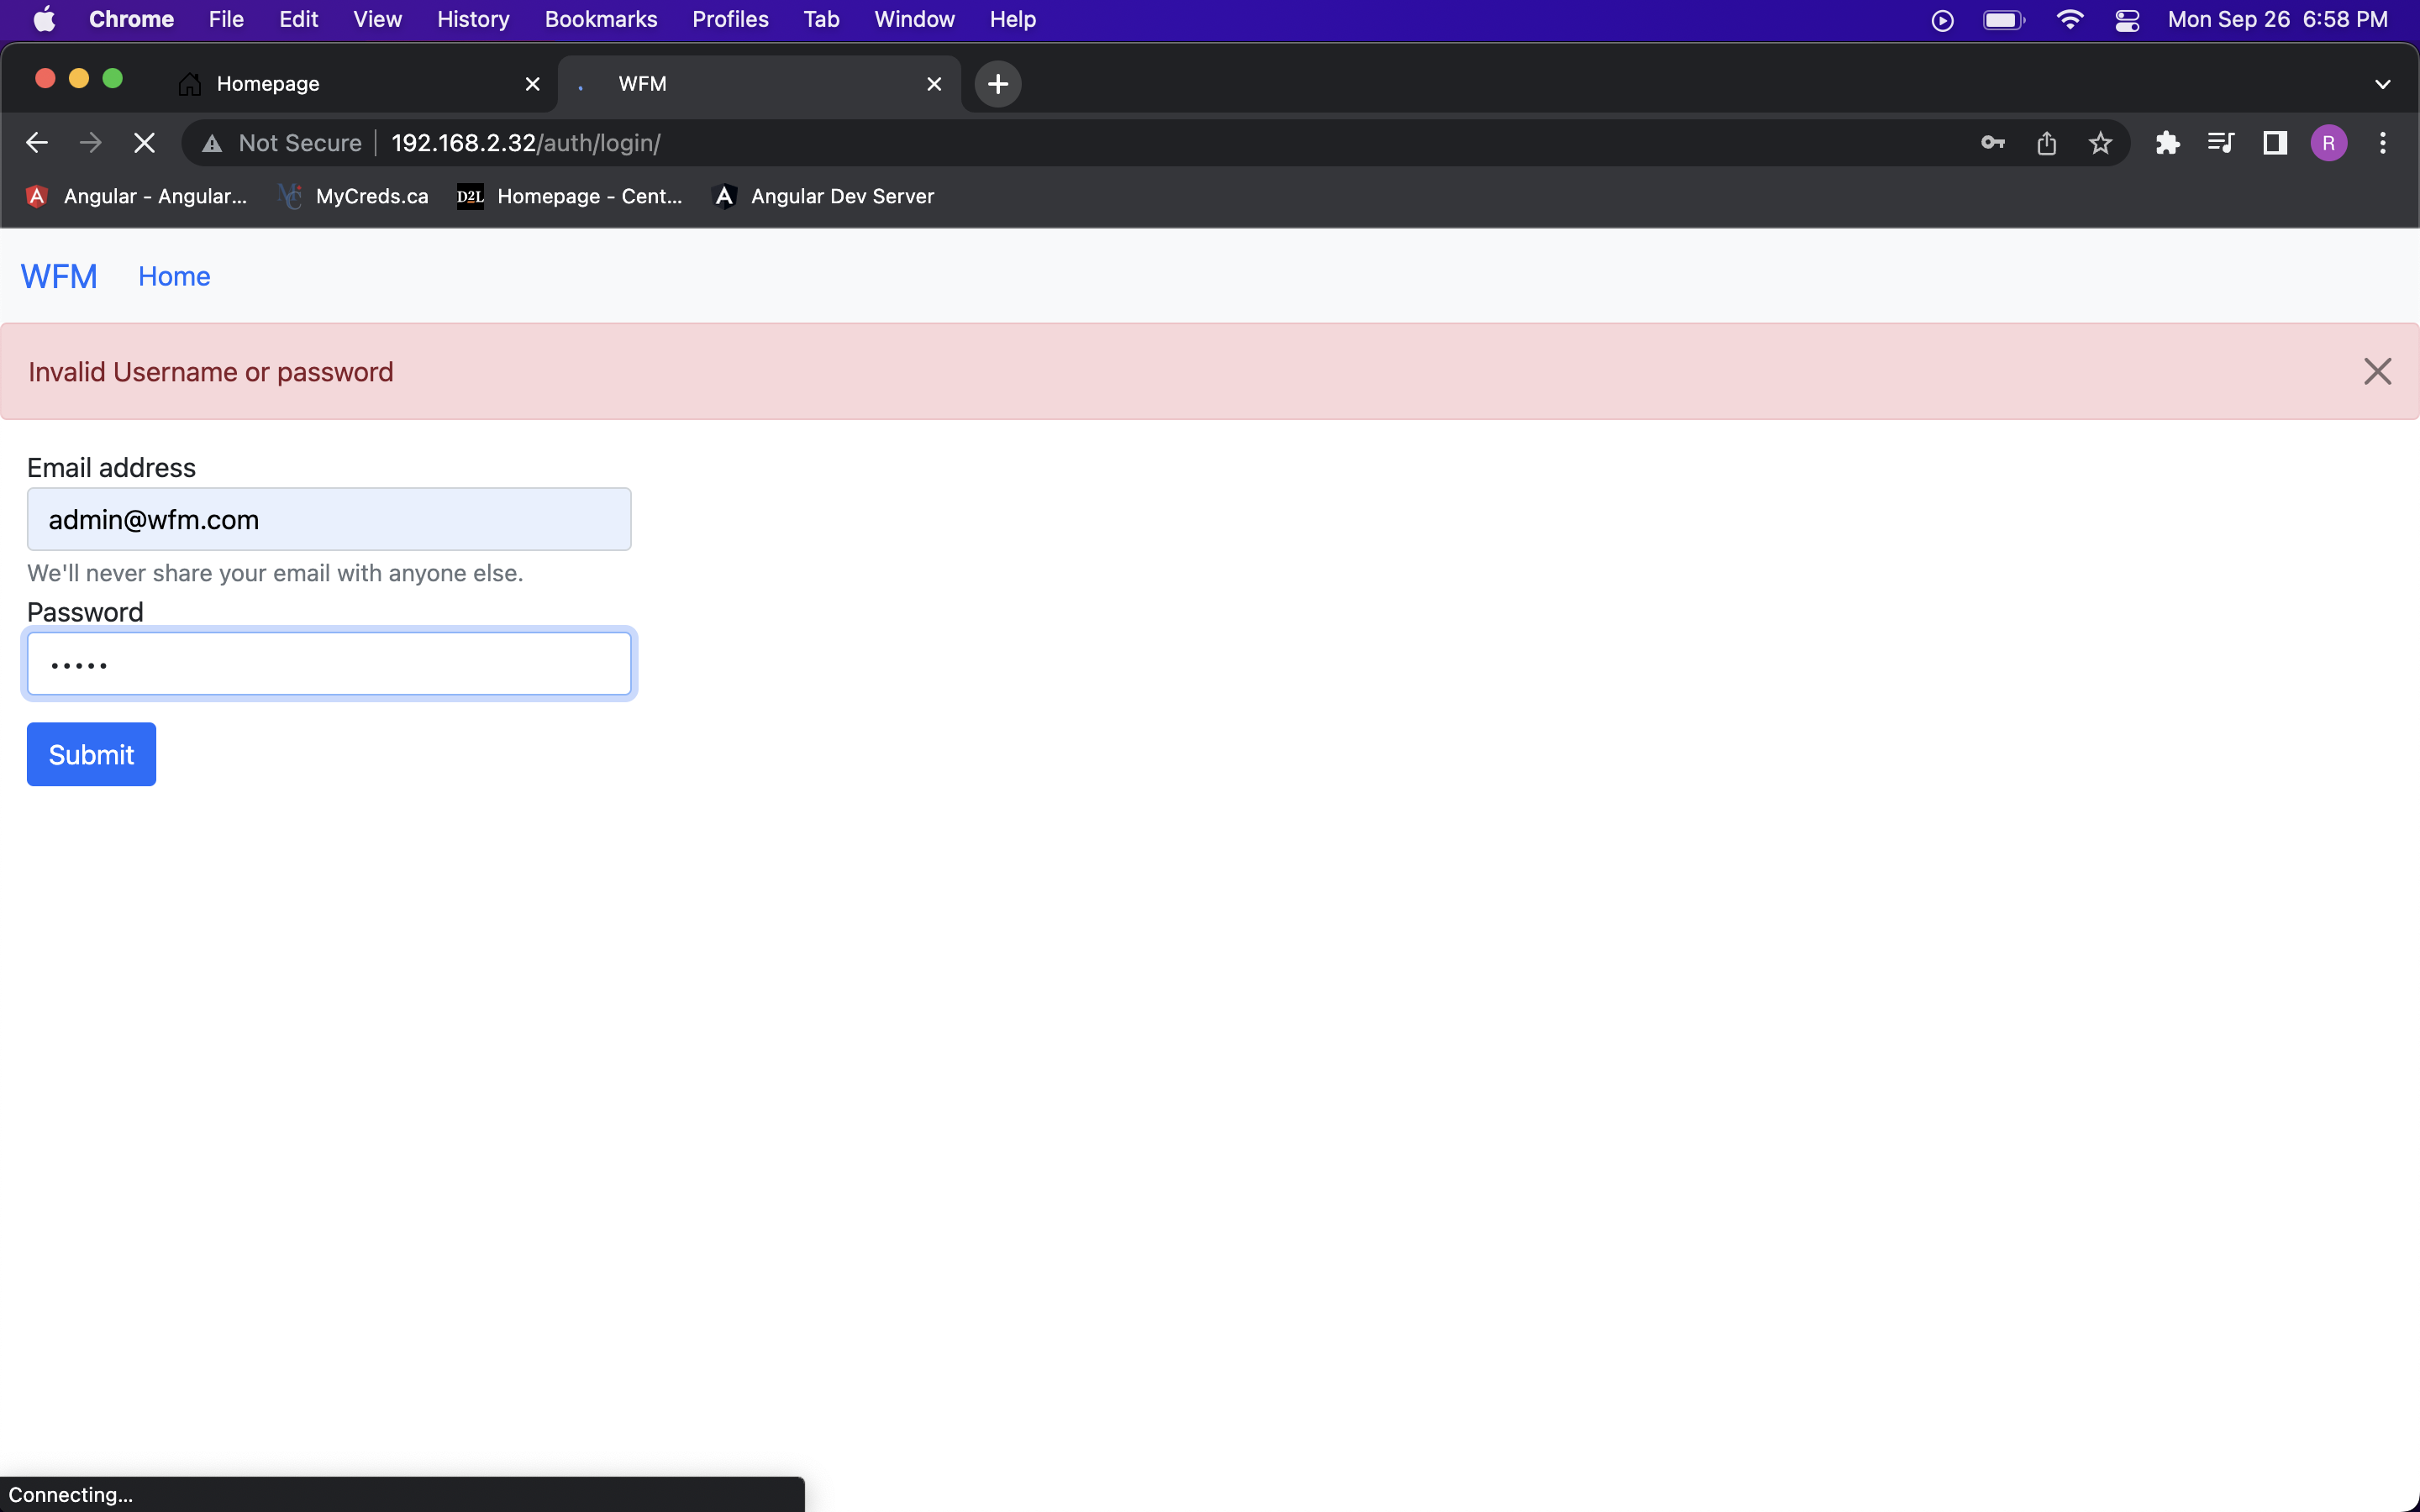 Chrome File Edit View History Bookmarks Profiles Tab Window Help Mon Sep 26 6:58 PM
Homepage WFM
Not Secure 192.168.2.32/auth/login/ R
Angular - Angular... MyCreds.ca D2L Homepage - Cent... Angular Dev Server
WFM Home
Invalid Username or password
Email address
admin@wfm.com
We'll never share your email with anyone else.
Password
•••••
Submit
Connecting...